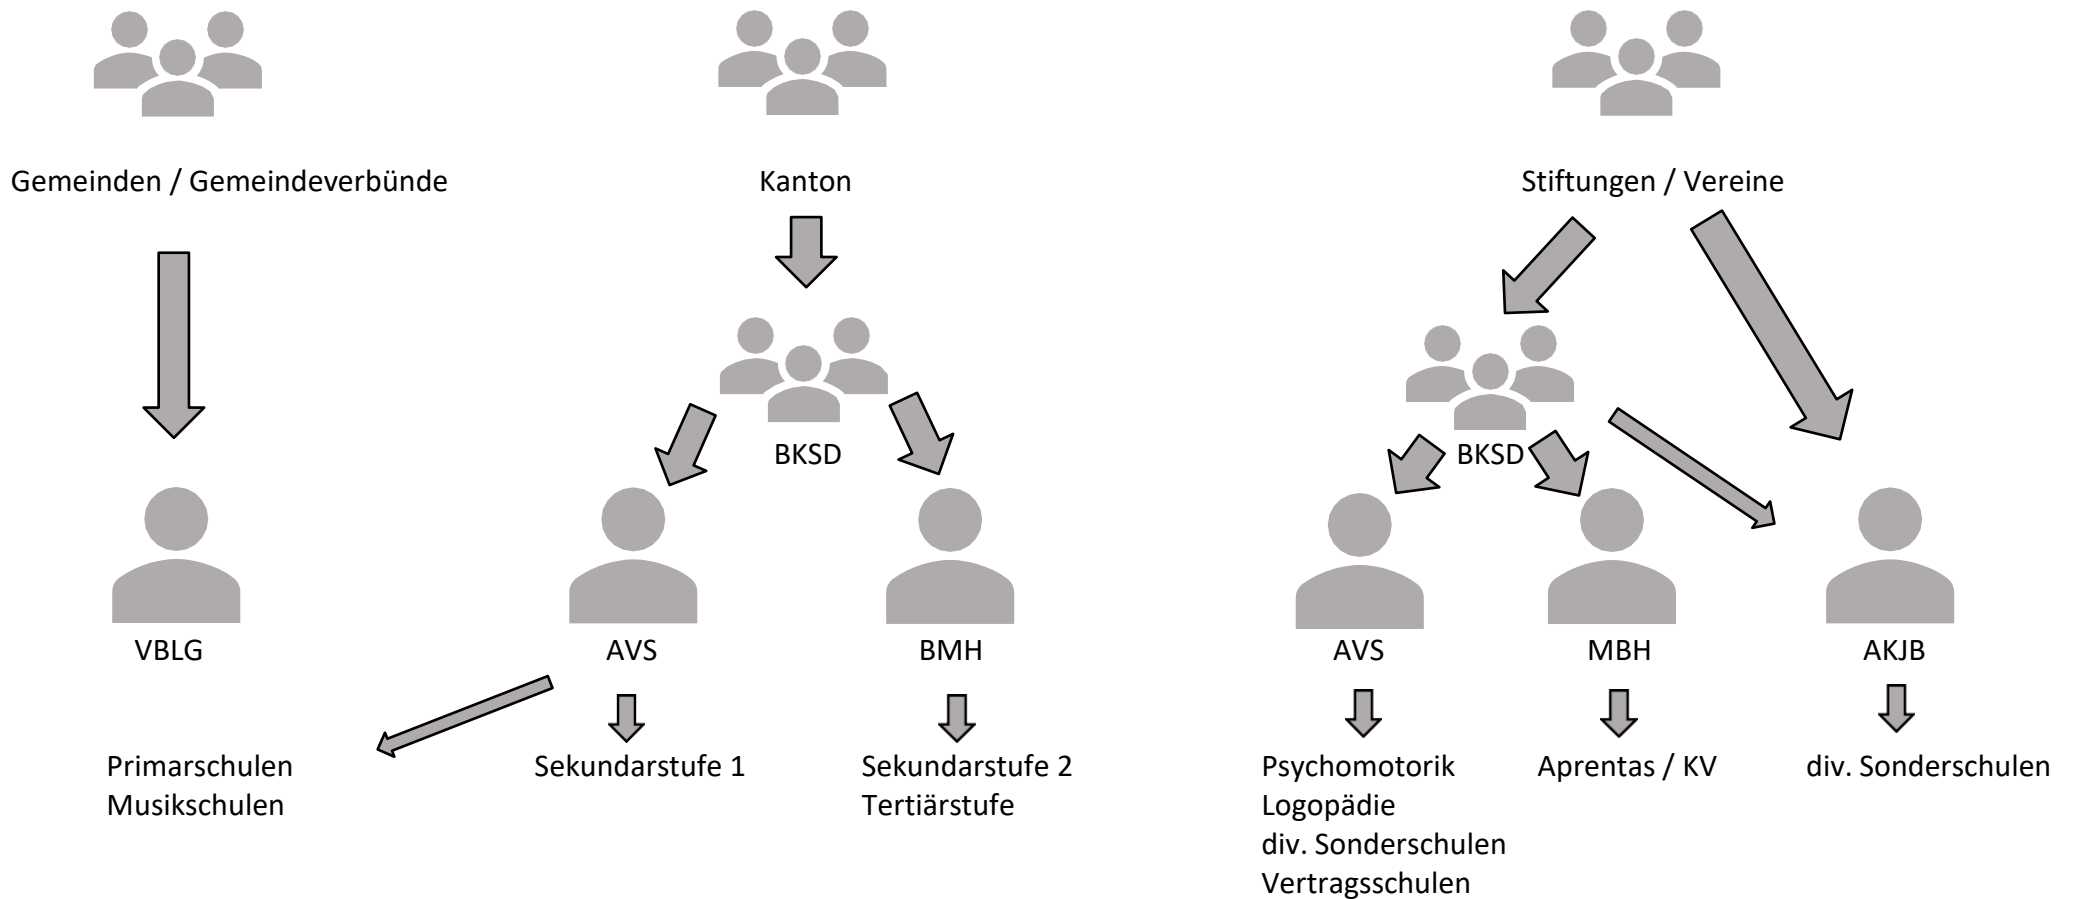 Gemeinden / Gemeindeverbünde
Kanton
Stiftungen / Vereine
BKSD
BKSD
VBLG
AVS
BMH
AVS
MBH
AKJB
Primarschulen
Musikschulen
Sekundarstufe 1
Sekundarstufe 2
Tertiärstufe
Psychomotorik
Logopädie
div. Sonderschulen
Vertragsschulen
Aprentas / KV
div. Sonderschulen